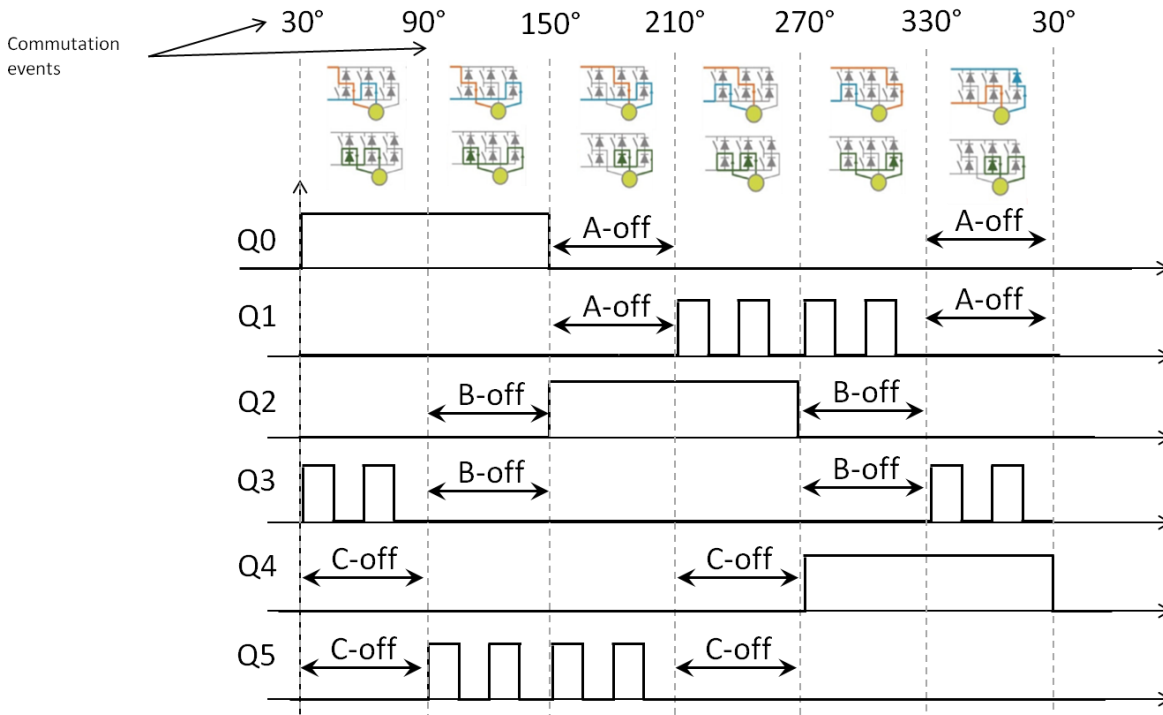 30° 90° 150° 210° 270° 330° 30°
Commutation
events
Q0 A-off A-off
Q1 A-off A-off
Q2 B-off B-off
Q3 B-off B-off
Q4 C-off C-off
Q5 C-off C-off